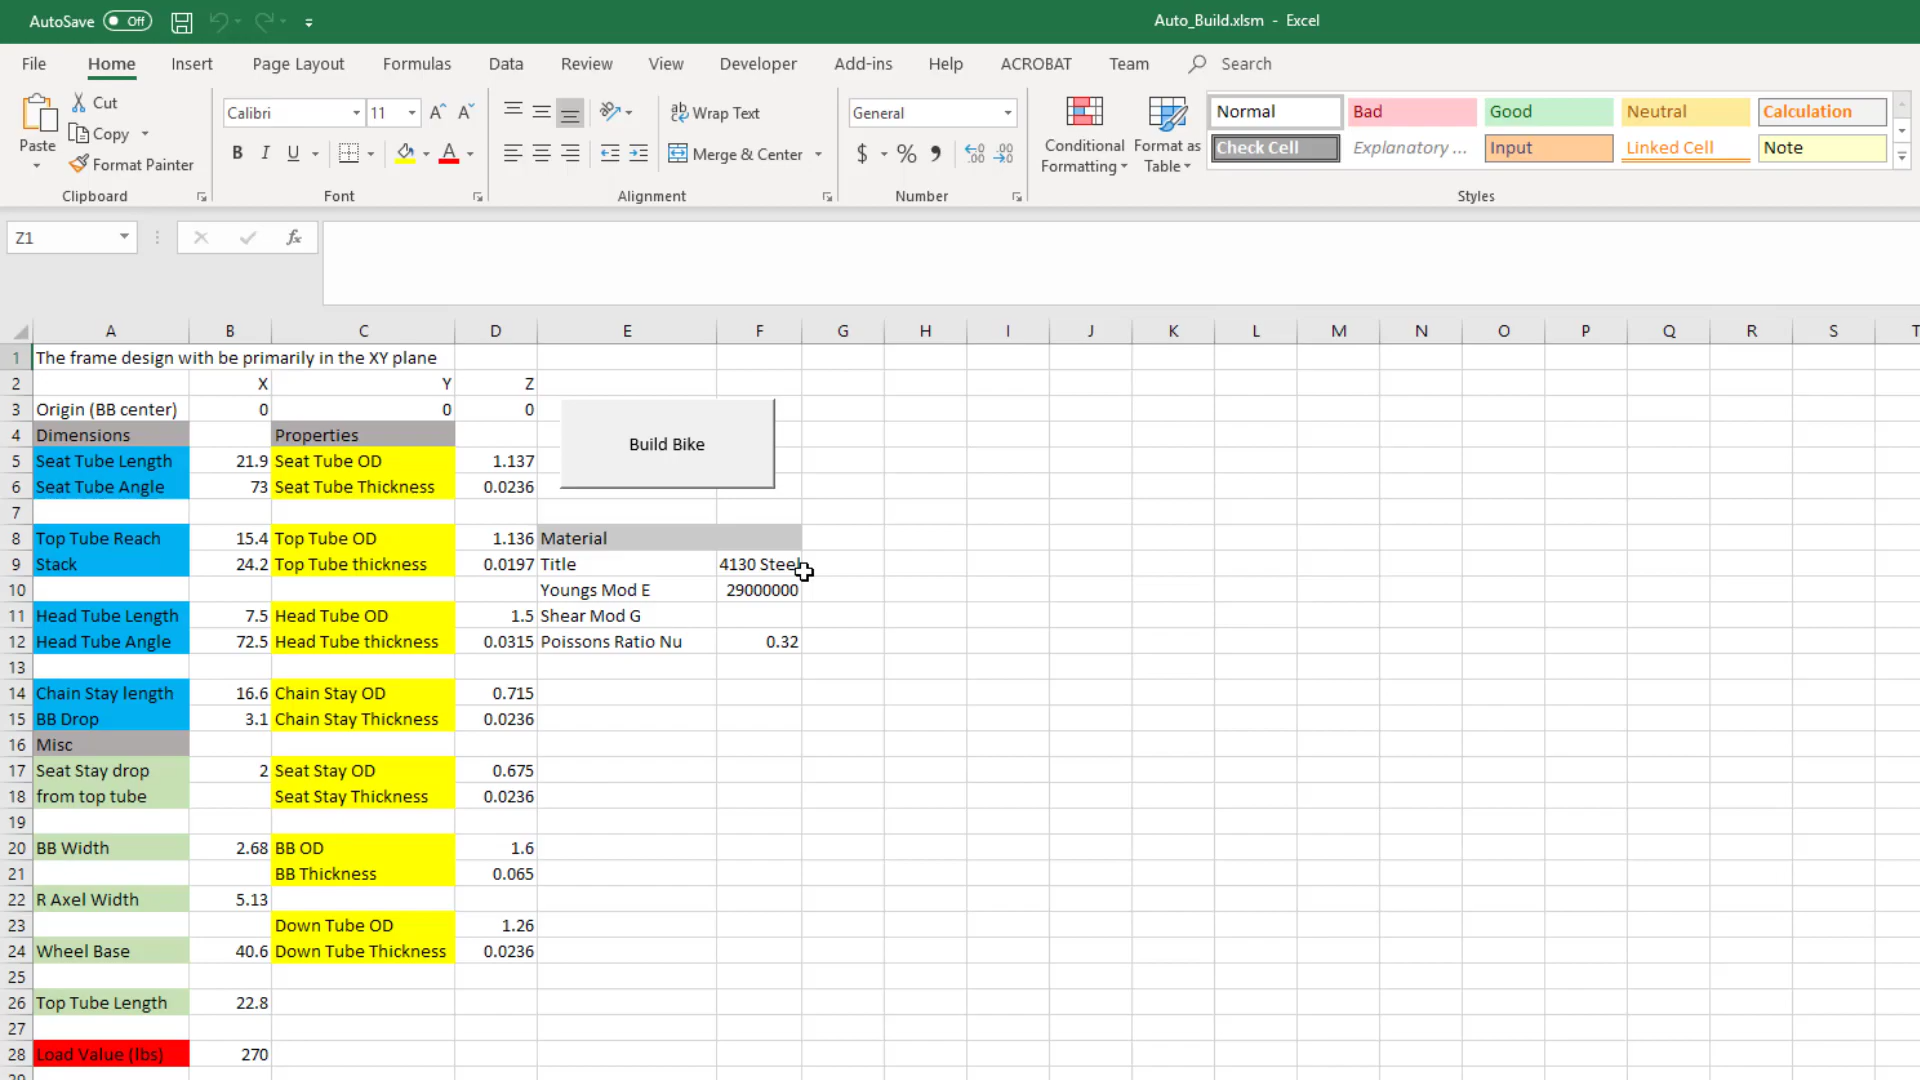 AutoSave Off
Auto_Build.xlsm - Excel
File Home Insert Page Layout Formulas Data Review View Developer Add-ins Help ACROBAT Team Search
Paste
Cut
Copy
Format Painter
Clipboard
Calibri 11
B I U
Font
Wrap Text
Merge & Center
Alignment
General
$ % 9
Number
Conditional Formatting
Format as Table
Normal Bad Good Neutral Calculation
Check Cell Explanatory ... Input Linked Cell Note
Styles
Z1 fx
A B C D E F G H I J K L M N O P Q R S T
1 The frame design with be primarily in the XY plane
2 X Y Z
3 Origin (BB center) 0 0 0
Build Bike
4 Dimensions Properties
5 Seat Tube Length 21.9 Seat Tube OD 1.137
6 Seat Tube Angle 73 Seat Tube Thickness 0.0236
7
8 Top Tube Reach 15.4 Top Tube OD 1.136 Material
9 Stack 24.2 Top Tube thickness 0.0197 Title 4130 Steel
10 Youngs Mod E 29000000
11 Head Tube Length 7.5 Head Tube OD 1.5 Shear Mod G
12 Head Tube Angle 72.5 Head Tube thickness 0.0315 Poissons Ratio Nu 0.32
13
14 Chain Stay length 16.6 Chain Stay OD 0.715
15 BB Drop 3.1 Chain Stay Thickness 0.0236
16 Misc
17 Seat Stay drop 2 Seat Stay OD 0.675
18 from top tube Seat Stay Thickness 0.0236
19
20 BB Width 2.68 BB OD 1.6
21 BB Thickness 0.065
22 R Axel Width 5.13
23 Down Tube OD 1.26
24 Wheel Base 40.6 Down Tube Thickness 0.0236
25
26 Top Tube Length 22.8
27
28 Load Value (lbs) 270
29